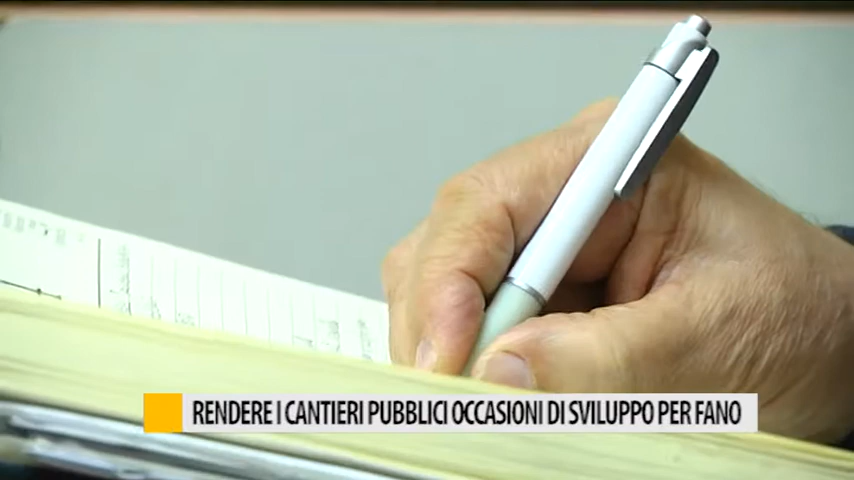 RENDERE I CANTIERI PUBBLICI OCCASIONI DI SVILUPPO PER FANO